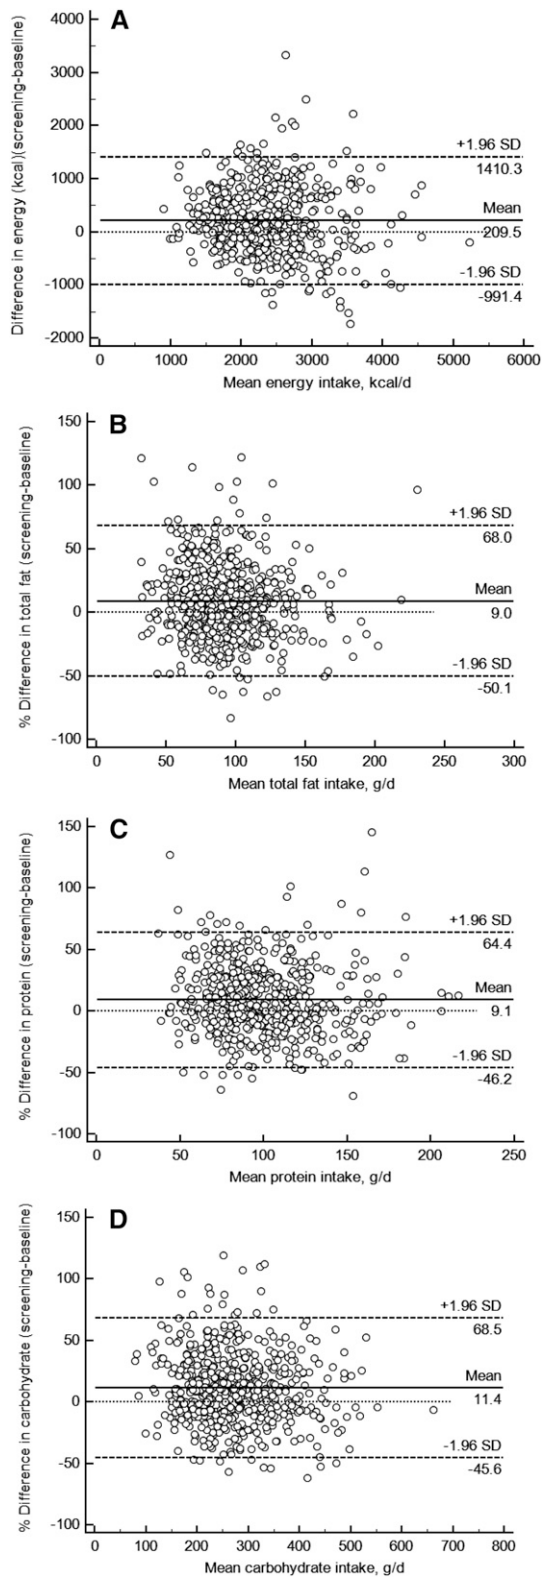 A
Difference in energy (kcal)(screening-baseline)
4000
3000
2000
1000
0
-1000
-2000
+1.96 SD
1410.3
Mean
209.5
-1.96 SD
-991.4
0 1000 2000 3000 4000 5000 6000
Mean energy intake, kcal/d
B
% Difference in total fat (screening-baseline)
150
100
50
0
-50
-100
+1.96 SD
68.0
Mean
9.0
-1.96 SD
-50.1
0 50 100 150 200 250 300
Mean total fat intake, g/d
C
% Difference in protein (screening-baseline)
150
100
50
0
-50
-100
+1.96 SD
64.4
Mean
9.1
-1.96 SD
-46.2
0 50 100 150 200 250
Mean protein intake, g/d
D
% Difference in carbohydrate (screening-baseline)
150
100
50
0
-50
-100
+1.96 SD
68.5
Mean
11.4
-1.96 SD
-45.6
0 100 200 300 400 500 600 700 800
Mean carbohydrate intake, g/d